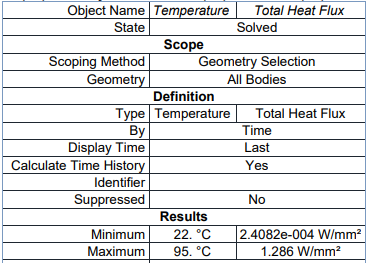 Object Name Temperature Total Heat Flux
State Solved
Scope
Scoping Method Geometry Selection
Geometry All Bodies
Definition
Type Temperature Total Heat Flux
By Time
Display Time Last
Calculate Time History Yes
Identifier
Suppressed No
Results
Minimum 22. °C 2.4082e-004 W/mm²
Maximum 95. °C 1.286 W/mm²